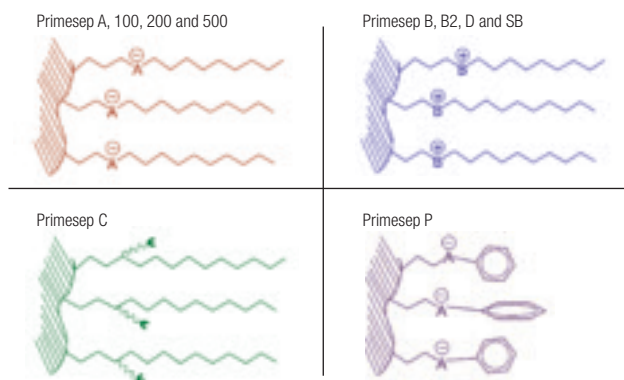 Primesep A, 100, 200 and 500
Primesep B, B2, D and SB
A
A
A
B
B
B
Primesep C
Primesep P
A
A
A